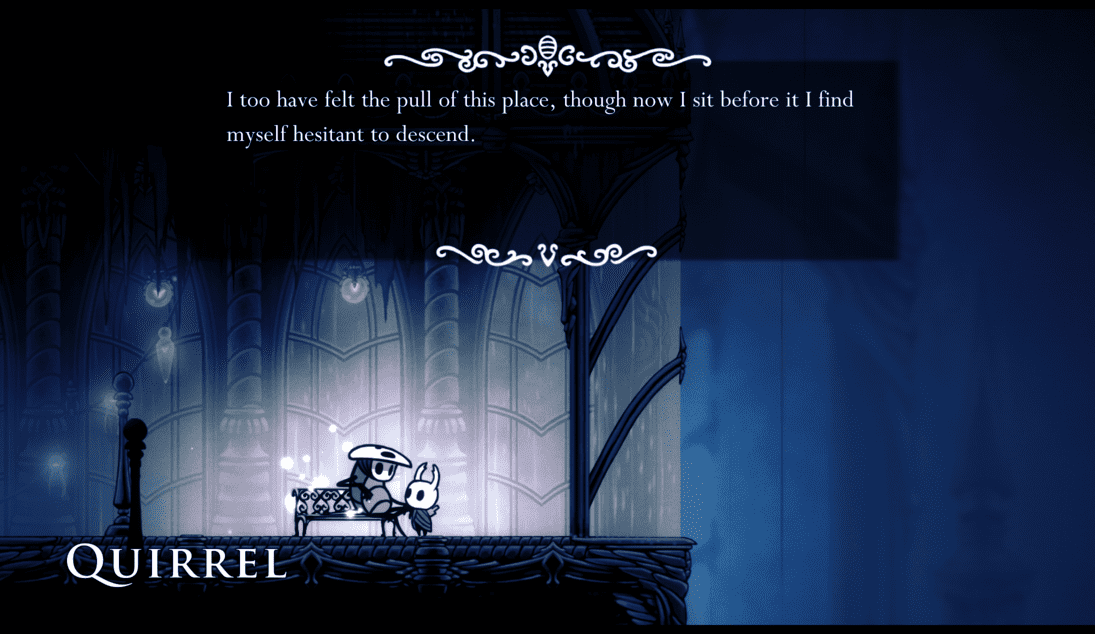 I too have felt the pull of this place, though now I sit before it I find
myself hesitant to descend.
QUIRREL